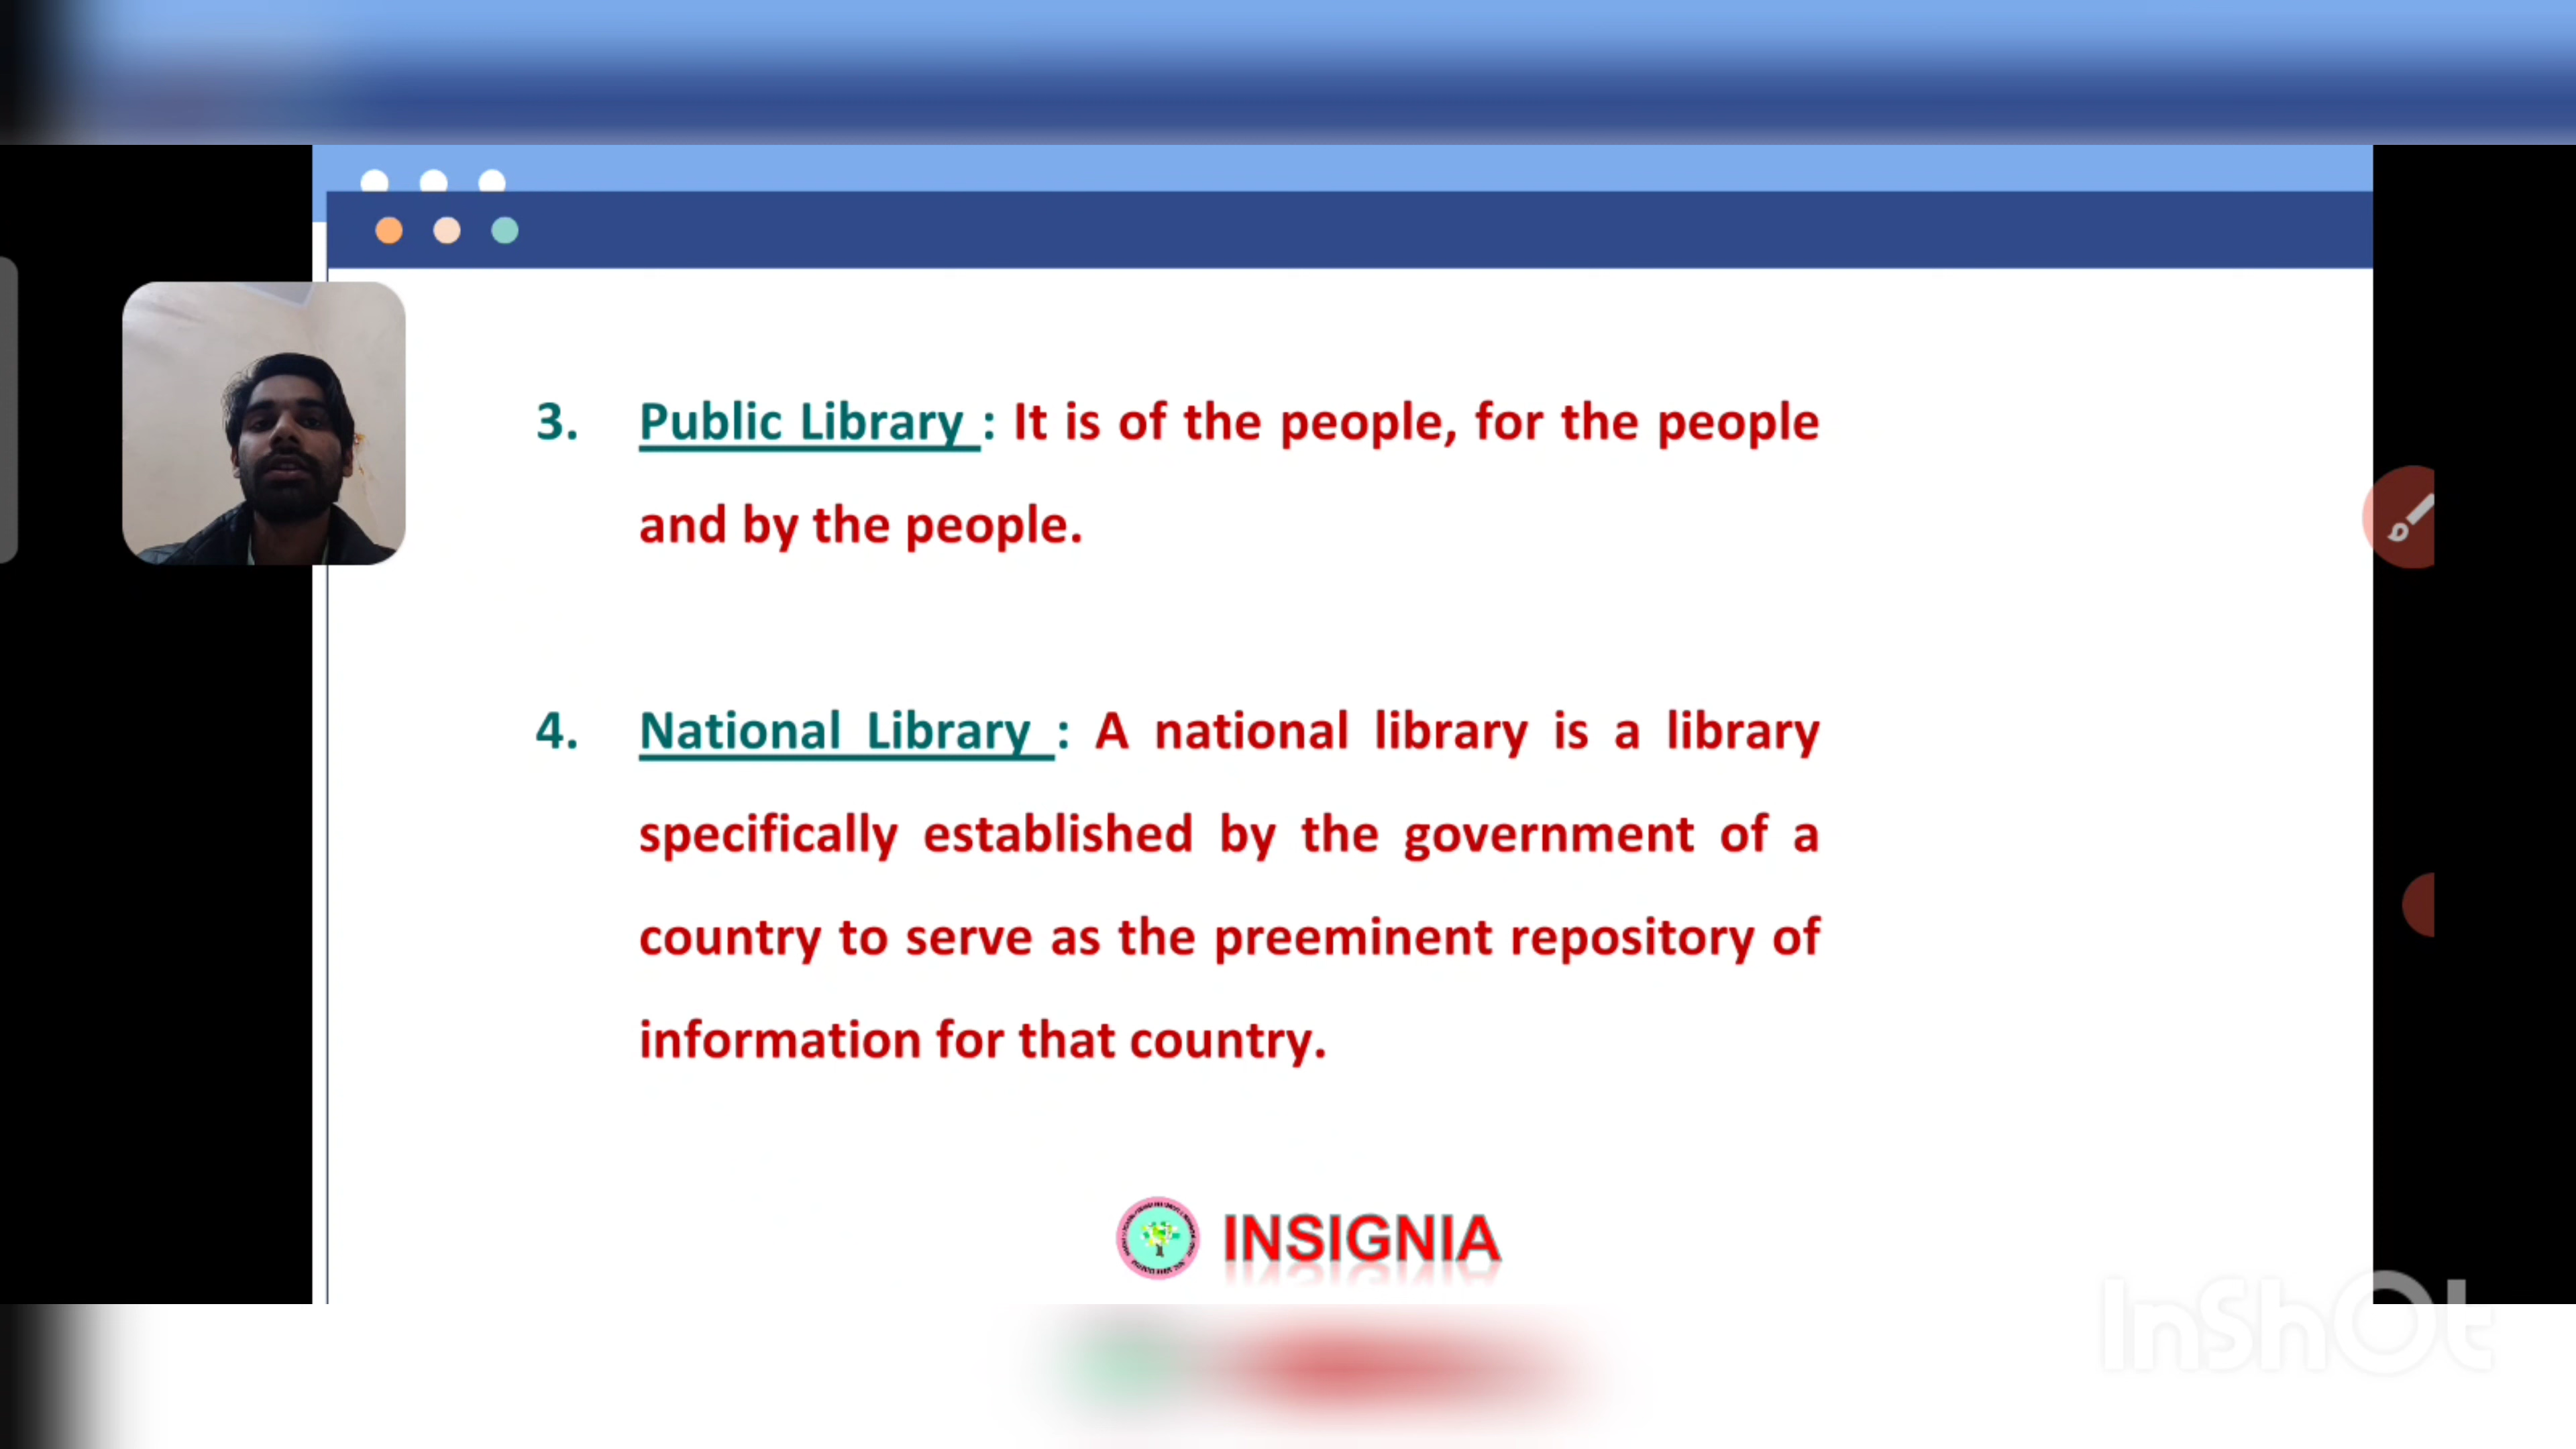 3. Public Library : It is of the people, for the people
and by the people.
4. National Library : A national library is a library
specifically established by the government of a
country to serve as the preeminent repository of
information for that country.
INSIGNIA
InShOt